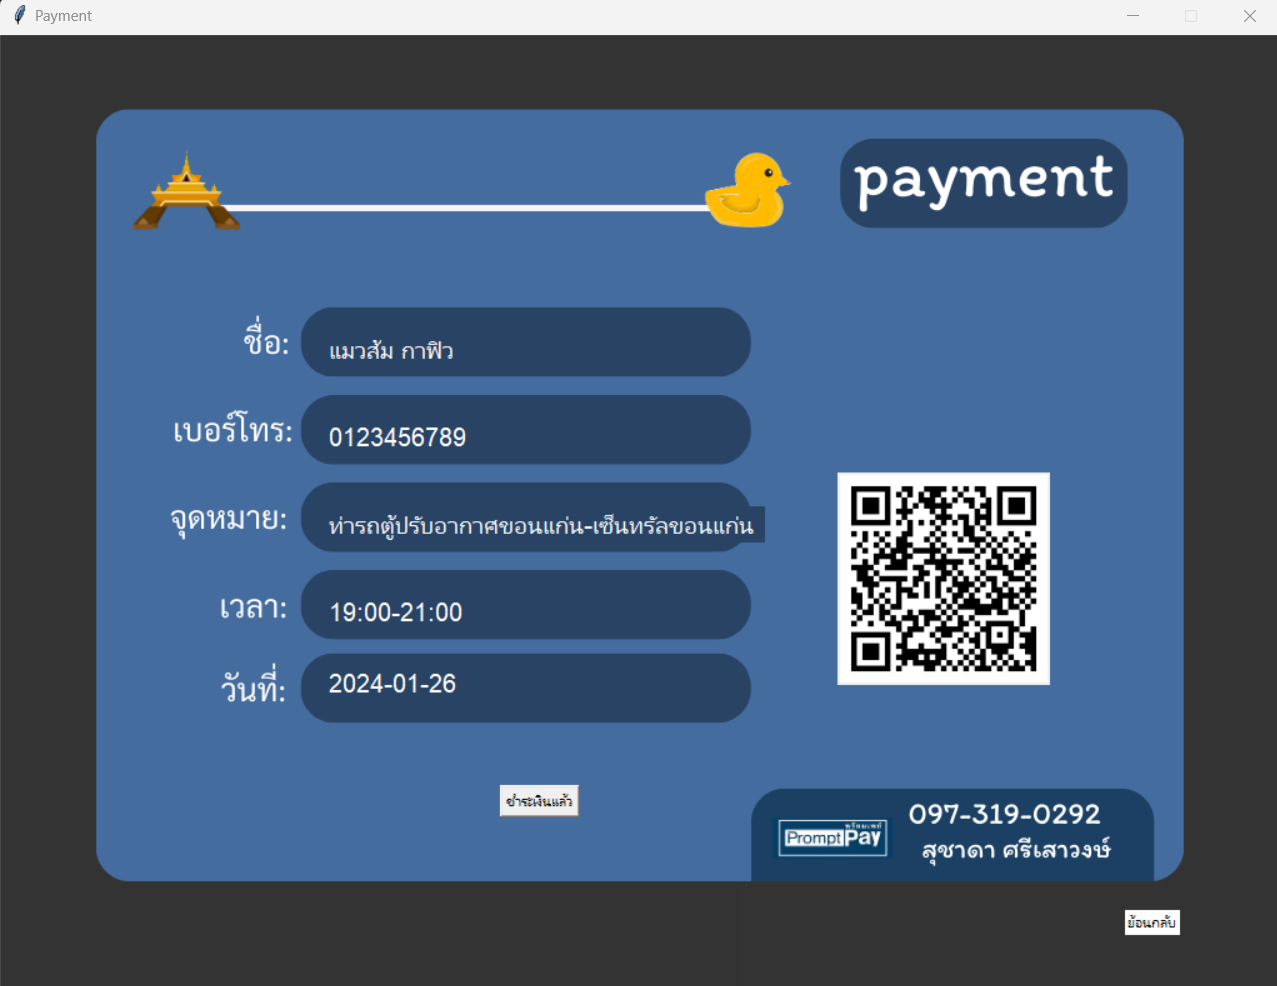 Payment
payment
ชื่อ: แมวส้ม กาฟิว
เบอร์โทร: 0123456789
จุดหมาย: ท่ารถตู้ปรับอากาศขอนแก่น-เซ็นทรัลขอนแก่น
เวลา: 19:00-21:00
วันที่: 2024-01-26
ชำระเงินแล้ว
พร้อมเพย์
PromptPay
097-319-0292
สุชาดา ศรีเสาวงษ์
ย้อนกลับ